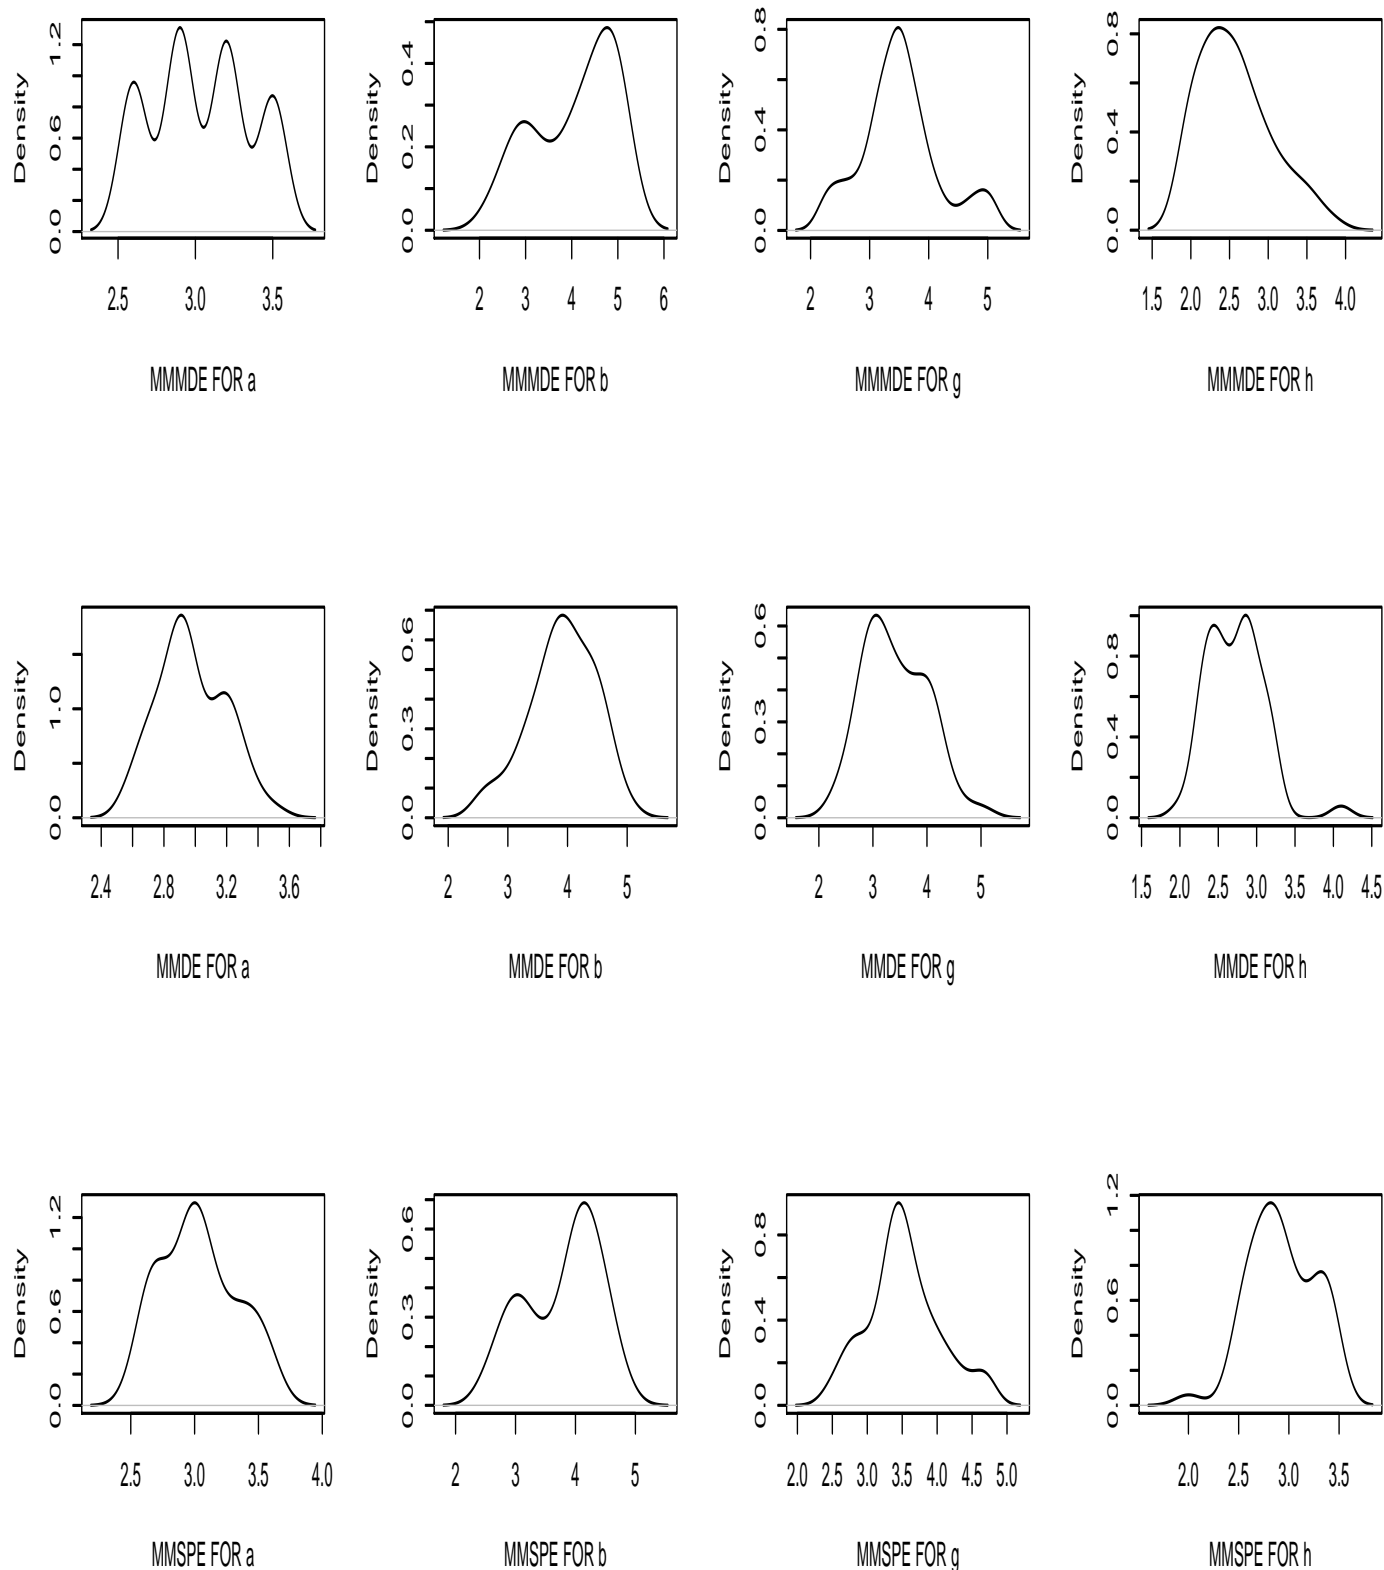 Density
0.0 0.6 1.2
2.5 3.0 3.5
MMMDE FOR a
Density
0.0 0.2 0.4
2 3 4 5 6
MMMDE FOR b
Density
0.0 0.4 0.8
2 3 4 5
MMMDE FOR g
Density
0.0 0.4 0.8
1.5 2.0 2.5 3.0 3.5 4.0
MMMDE FOR h
Density
0.0 1.0
2.4 2.8 3.2 3.6
MMDE FOR a
Density
0.0 0.3 0.6
2 3 4 5
MMDE FOR b
Density
0.0 0.3 0.6
2 3 4 5
MMDE FOR g
Density
0.0 0.4 0.8
1.5 2.0 2.5 3.0 3.5 4.0 4.5
MMDE FOR h
Density
0.0 0.6 1.2
2.5 3.0 3.5 4.0
MMSPE FOR a
Density
0.0 0.3 0.6
2 3 4 5
MMSPE FOR b
Density
0.0 0.4 0.8
2.0 2.5 3.0 3.5 4.0 4.5 5.0
MMSPE FOR g
Density
0.0 0.6 1.2
2.0 2.5 3.0 3.5
MMSPE FOR h